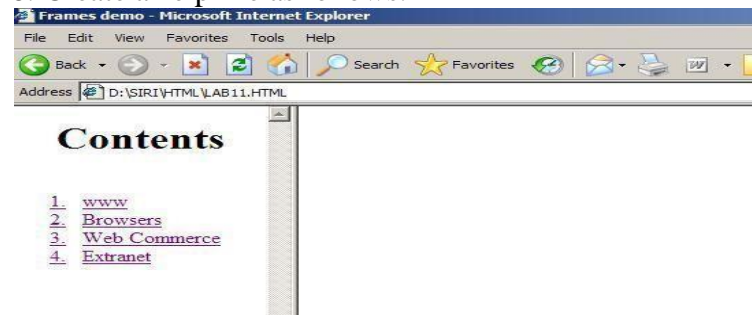 Frames demo - Microsoft Internet Explorer
File Edit View Favorites Tools Help
Back Search Favorites
Address D:\SIRI\HTML\LAB11.HTML
Contents
1. www
2. Browsers
3. Web Commerce
4. Extranet